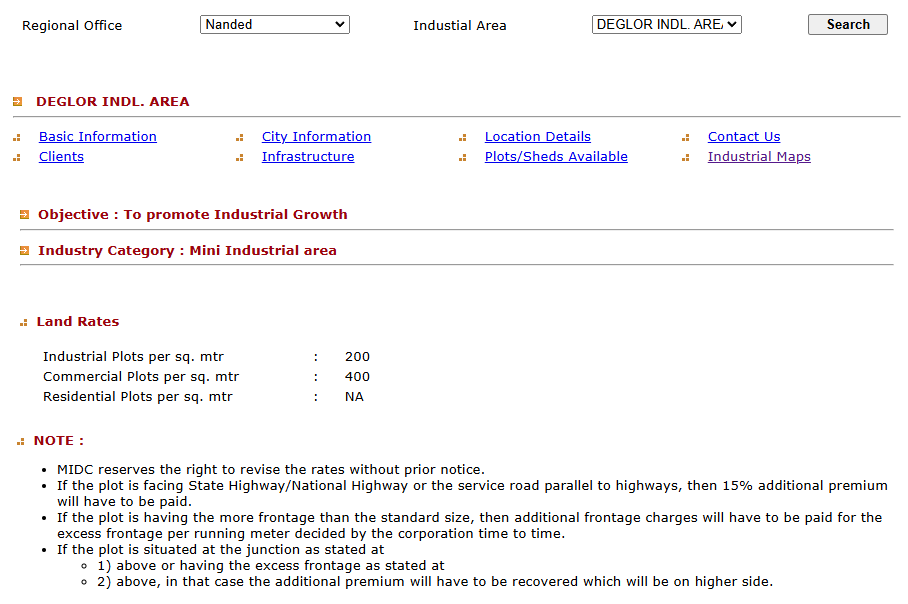 Regional Office Nanded Industial Area DEGLOR INDL. AREA Search
DEGLOR INDL. AREA
Basic Information City Information Location Details Contact Us
Clients Infrastructure Plots/Sheds Available Industrial Maps
Objective : To promote Industrial Growth
Industry Category : Mini Industrial area
Land Rates
Industrial Plots per sq. mtr : 200
Commercial Plots per sq. mtr : 400
Residential Plots per sq. mtr : NA
NOTE :
• MIDC reserves the right to revise the rates without prior notice.
• If the plot is facing State Highway/National Highway or the service road parallel to highways, then 15% additional premium
will have to be paid.
• If the plot is having the more frontage than the standard size, then additional frontage charges will have to be paid for the
excess frontage per running meter decided by the corporation time to time.
• If the plot is situated at the junction as stated at
◦ 1) above or having the excess frontage as stated at
◦ 2) above, in that case the additional premium will have to be recovered which will be on higher side.